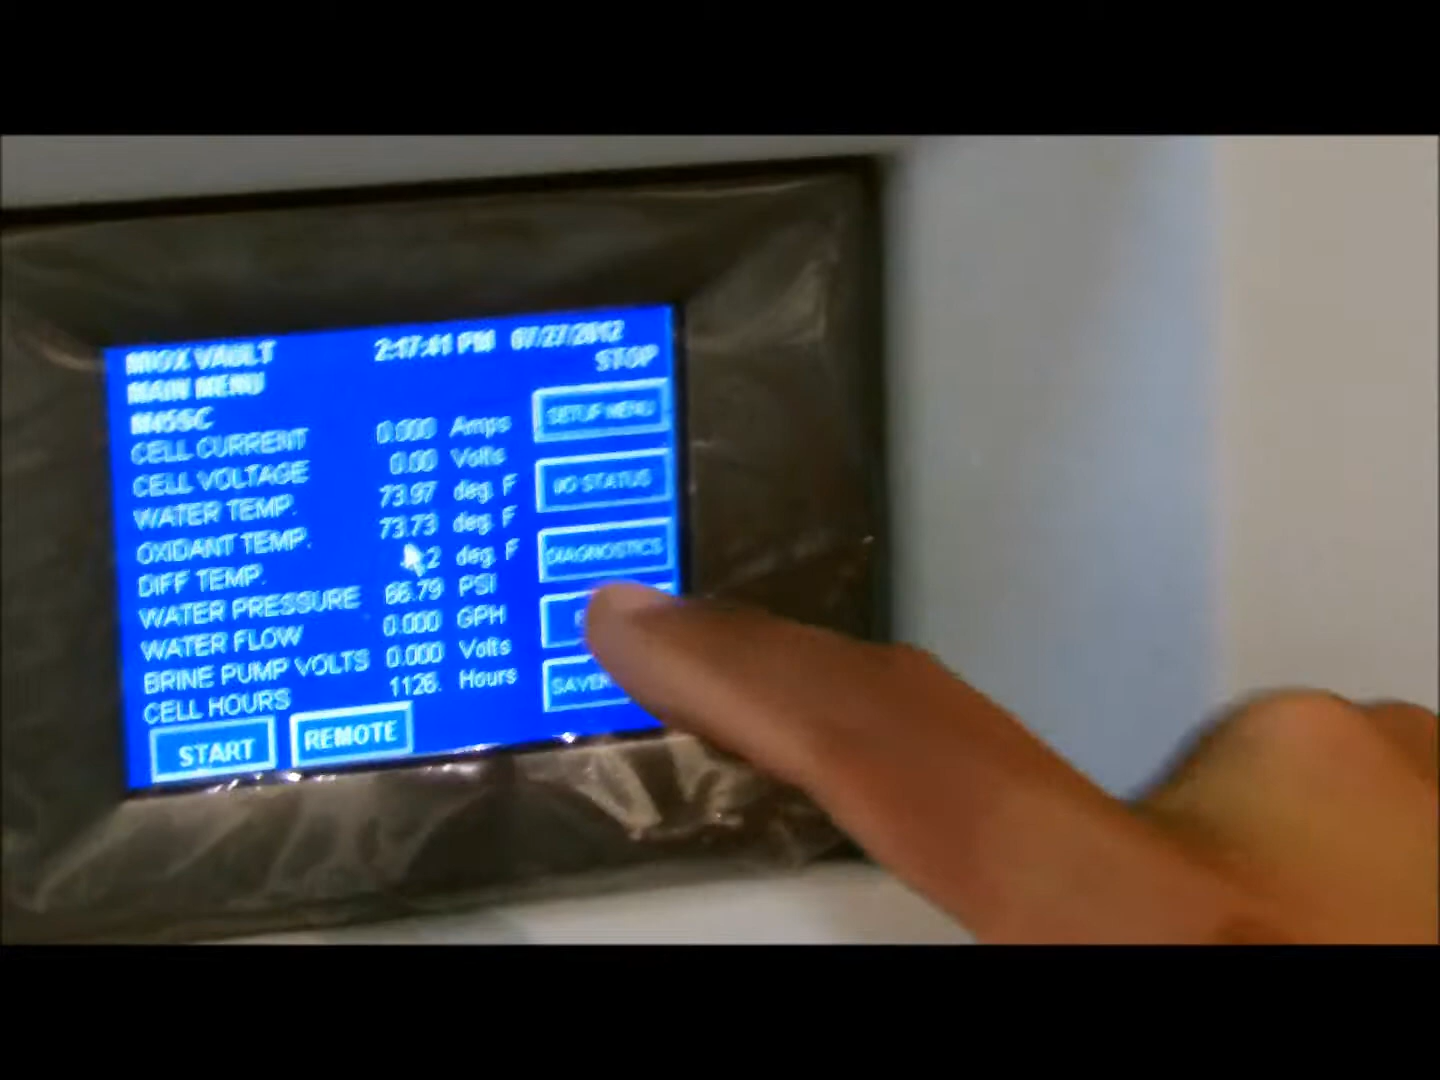 MIOX VAULT 2:17:41 PM 07/27/2012
MAIN MENU STOP
M45SC
CELL CURRENT 0.000 Amps
CELL VOLTAGE 0.00 Volts
WATER TEMP. 73.97 deg. F
OXIDANT TEMP. 73.73 deg. F
DIFF TEMP. 2 deg. F
WATER PRESSURE 66.79 PSI
WATER FLOW 0.000 GPH
BRINE PUMP VOLTS 0.000 Volts
CELL HOURS 1126. Hours
SETUP MENU
I/O STATUS
DIAGNOSTICS
START REMOTE